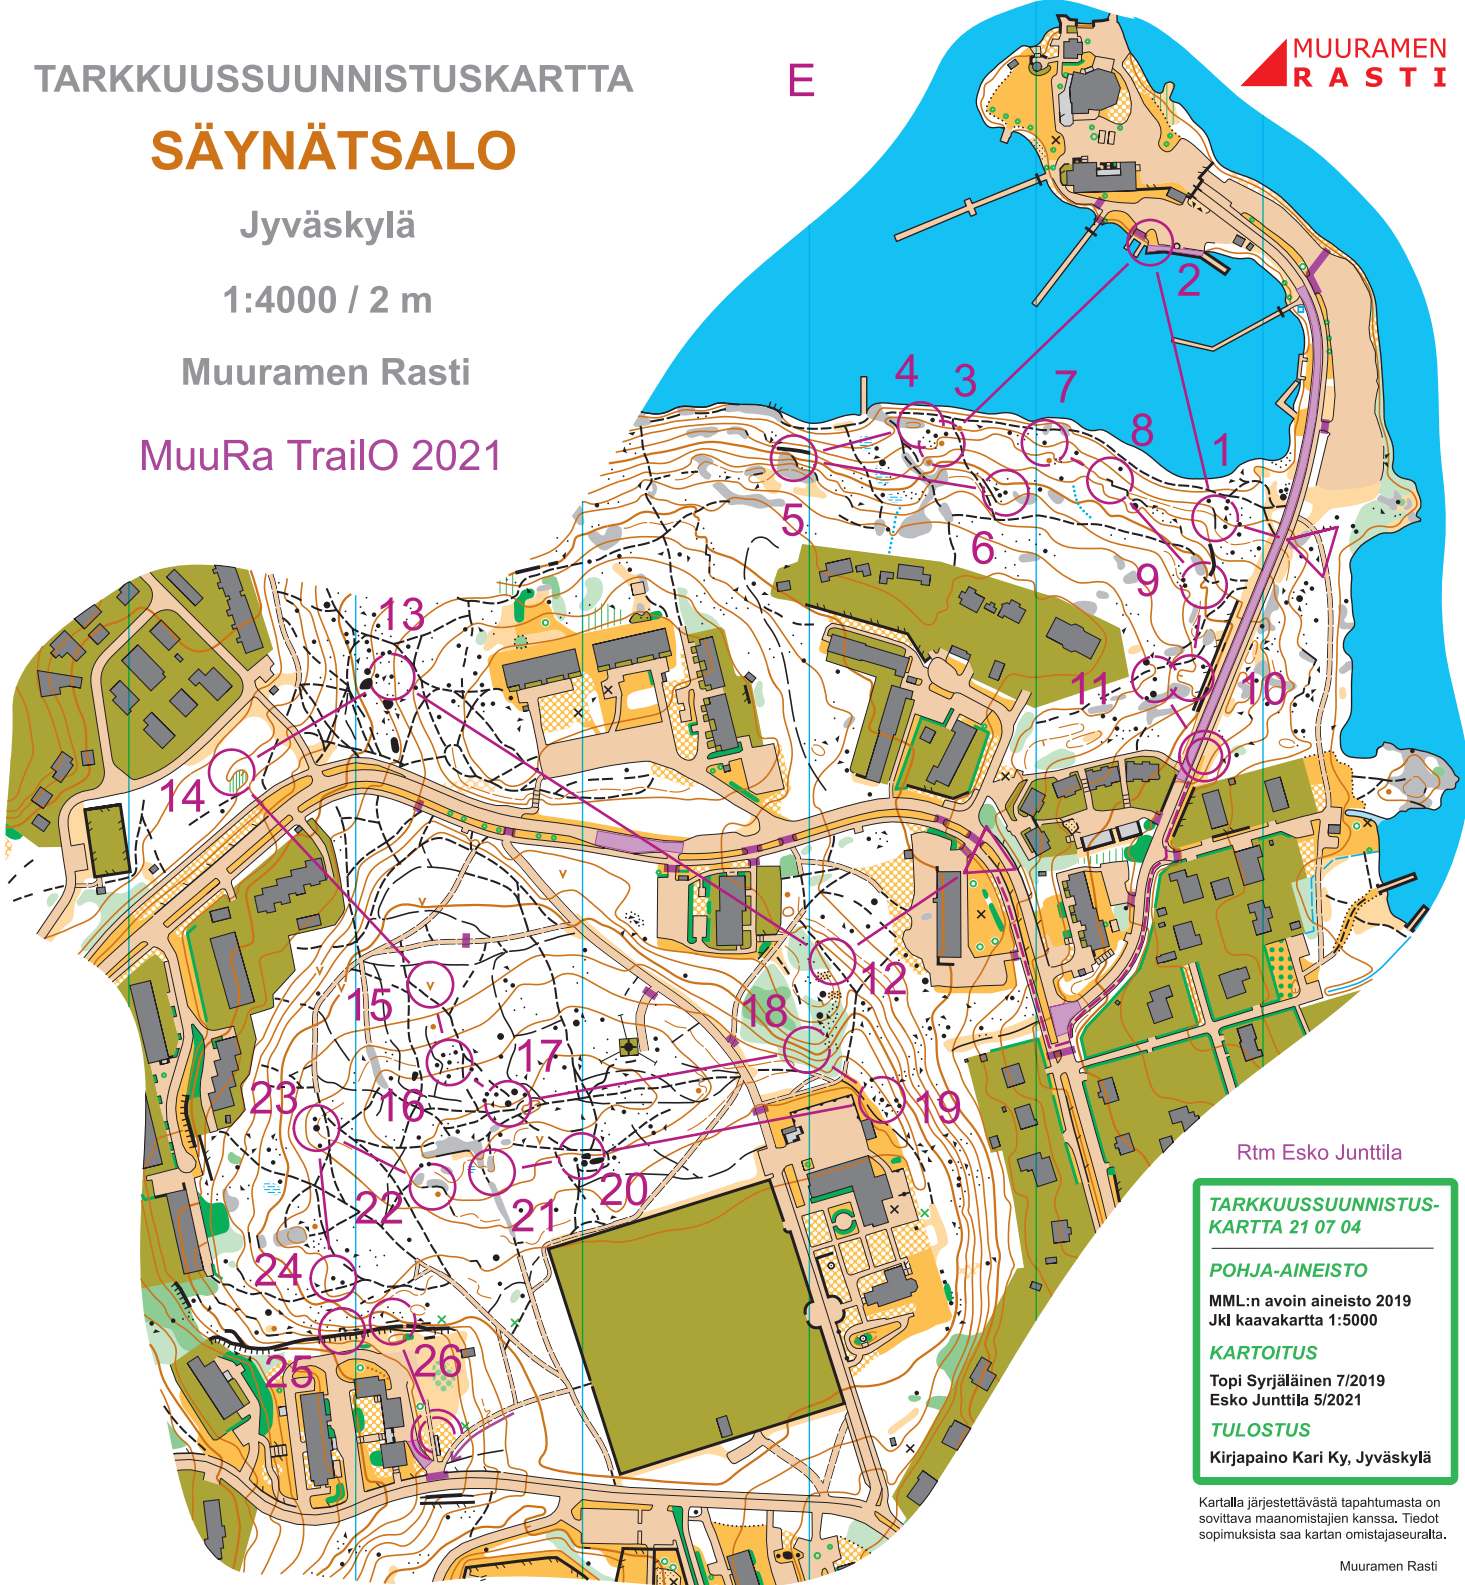 TARKKUUSSUUNNISTUSKARTTA
SÄYNÄTSALO
Jyväskylä
1:4000 / 2 m
Muuramen Rasti
MuuRa TrailO 2021
E
MUURAMEN
RASTI
2
4
3
7
8
1
5
6
9
13
11
10
14
12
15
18
17
16
23
19
22
21
20
24
25
26
Rtm Esko Junttila
TARKKUUSSUUNNISTUS-
KARTTA 21 07 04
POHJA-AINEISTO
MML:n avoin aineisto 2019
Jkl kaavakartta 1:5000
KARTOITUS
Topi Syrjäläinen 7/2019
Esko Junttila 5/2021
TULOSTUS
Kirjapaino Kari Ky, Jyväskylä
Kartalla järjestettävästä tapahtumasta on
sovittava maanomistajien kanssa. Tiedot
sopimuksista saa kartan omistajaseuralta.
Muuramen Rasti